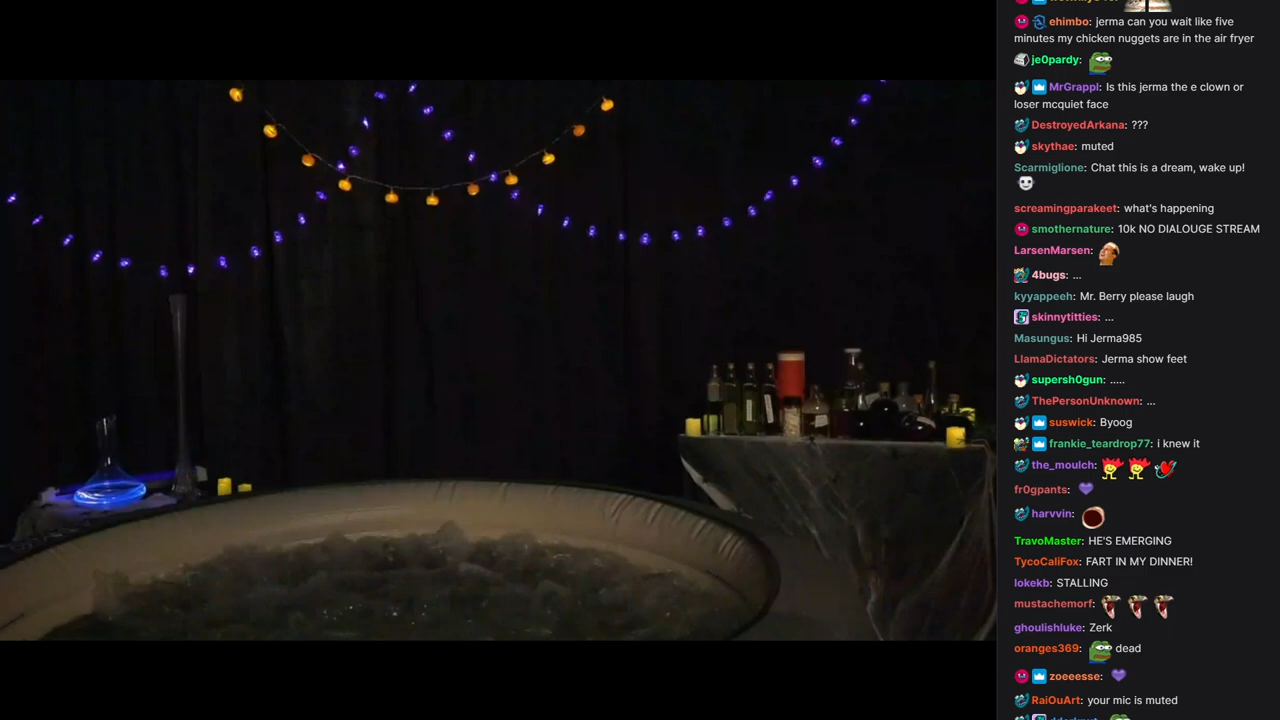 ehimbo: jerma can you wait like five
minutes my chicken nuggets are in the air fryer
je0pardy:
MrGrappl: Is this jerma the e clown or
loser mcquiet face
DestroyedArkana: ???
skythae: muted
Scarmiglione: Chat this is a dream, wake up!
screamingparakeet: what's happening
smothernature: 10k NO DIALOUGE STREAM
LarsenMarsen:
4bugs: ...
kyyappeeh: Mr. Berry please laugh
skinnytitties: ...
Masungus: Hi Jerma985
LlamaDictators: Jerma show feet
supersh0gun: .....
ThePersonUnknown: ...
suswick: Byoog
frankie_teardrop77: i knew it
the_moulch:
fr0gpants:
harvvin:
TravoMaster: HE'S EMERGING
TycoCaliFox: FART IN MY DINNER!
lokekb: STALLING
mustachemorf:
ghoulishluke: Zerk
oranges369: dead
zoeeesse:
RaiOuArt: your mic is muted